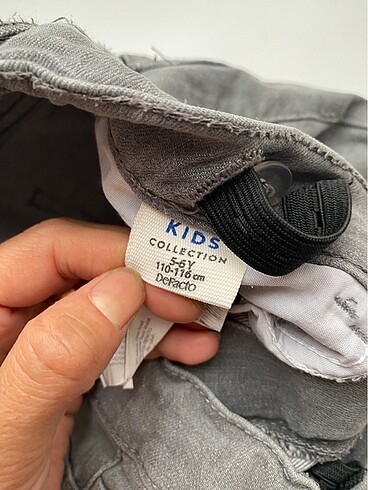 KIDS
COLLECTION
5-6Y
110-116 cm
DeFacto